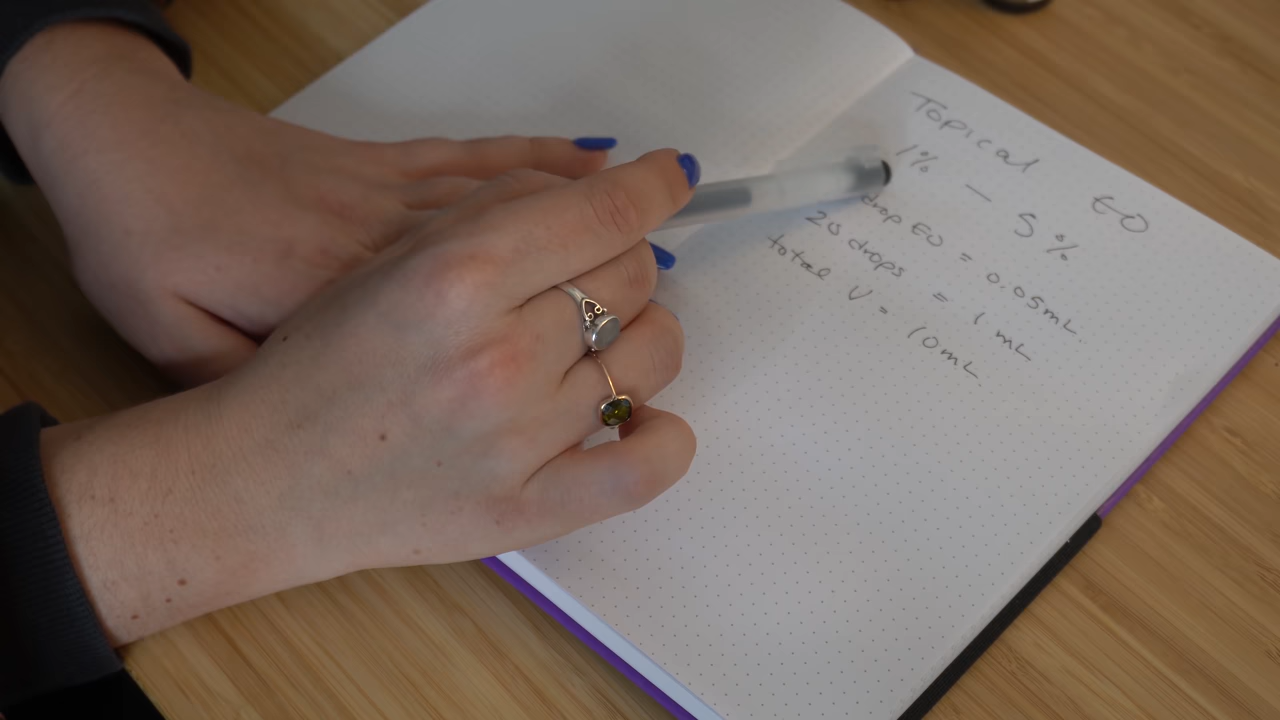 Topical EO
1% - 5%
drop EO = 0.05mL
20 drops = 1 mL
total V = 10mL